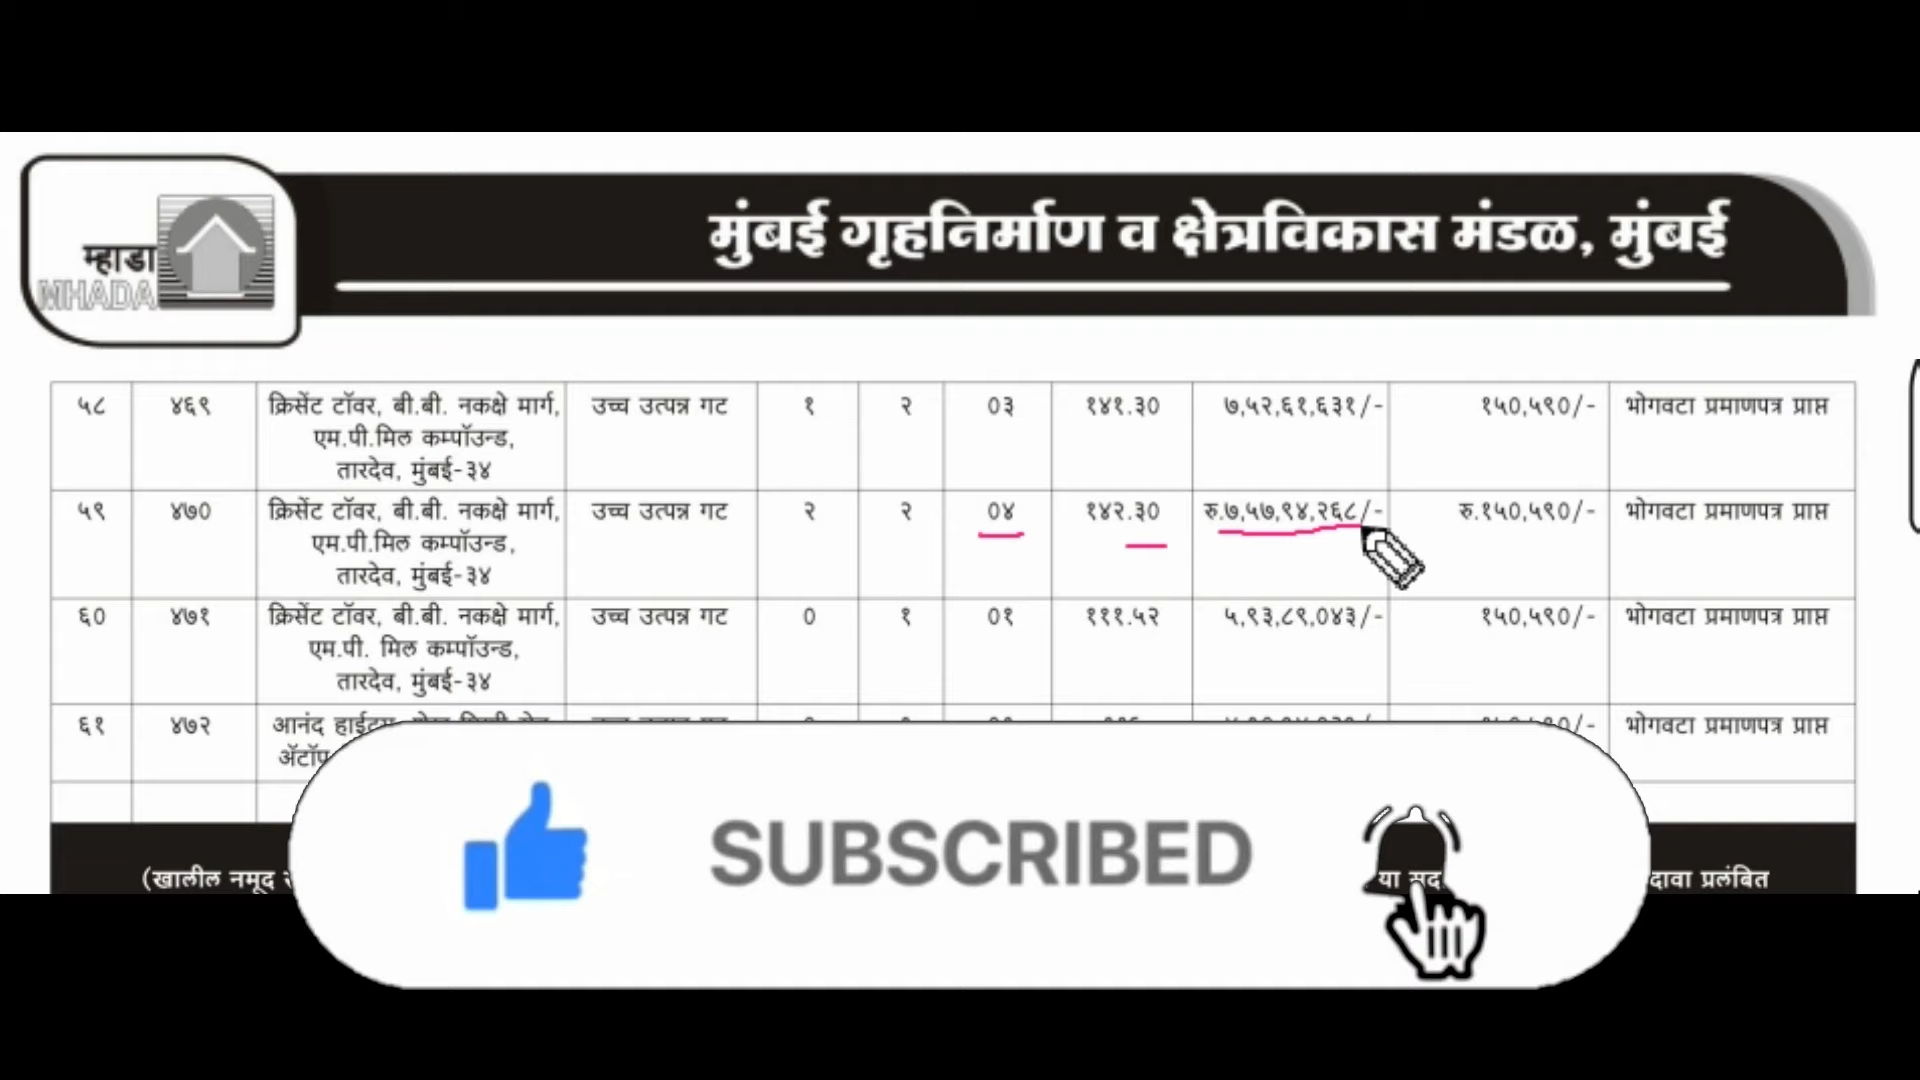 म्हाडा
MHADA
मुंबई गृहनिर्माण व क्षेत्रविकास मंडळ, मुंबई
५८ ४६९ क्रिसेंट टॉवर, बी.बी. नकक्षे मार्ग, उच्च उत्पन्न गट १ २ ०३ १४१.३० ७,५२,६१,६३१/- १५०,५९०/- भोगवटा प्रमाणपत्र प्राप्त
एम.पी.मिल कम्पॉउन्ड,
तारदेव, मुंबई-३४
५९ ४७० क्रिसेंट टॉवर, बी.बी. नकक्षे मार्ग, उच्च उत्पन्न गट २ २ ०४ १४२.३० रु.७,५७,९४,२६८/- रु.१५०,५९०/- भोगवटा प्रमाणपत्र प्राप्त
एम.पी.मिल कम्पॉउन्ड,
तारदेव, मुंबई-३४
६० ४७१ क्रिसेंट टॉवर, बी.बी. नकक्षे मार्ग, उच्च उत्पन्न गट ० १ ०१ १११.५२ ५,९३,८९,०४३/- १५०,५९०/- भोगवटा प्रमाणपत्र प्राप्त
एम.पी. मिल कम्पॉउन्ड,
तारदेव, मुंबई-३४
६१ ४७२ आनंद भोगवटा प्रमाणपत्र प्राप्त
SUBSCRIBED
(खालील नमूद या दावा प्रलंबित